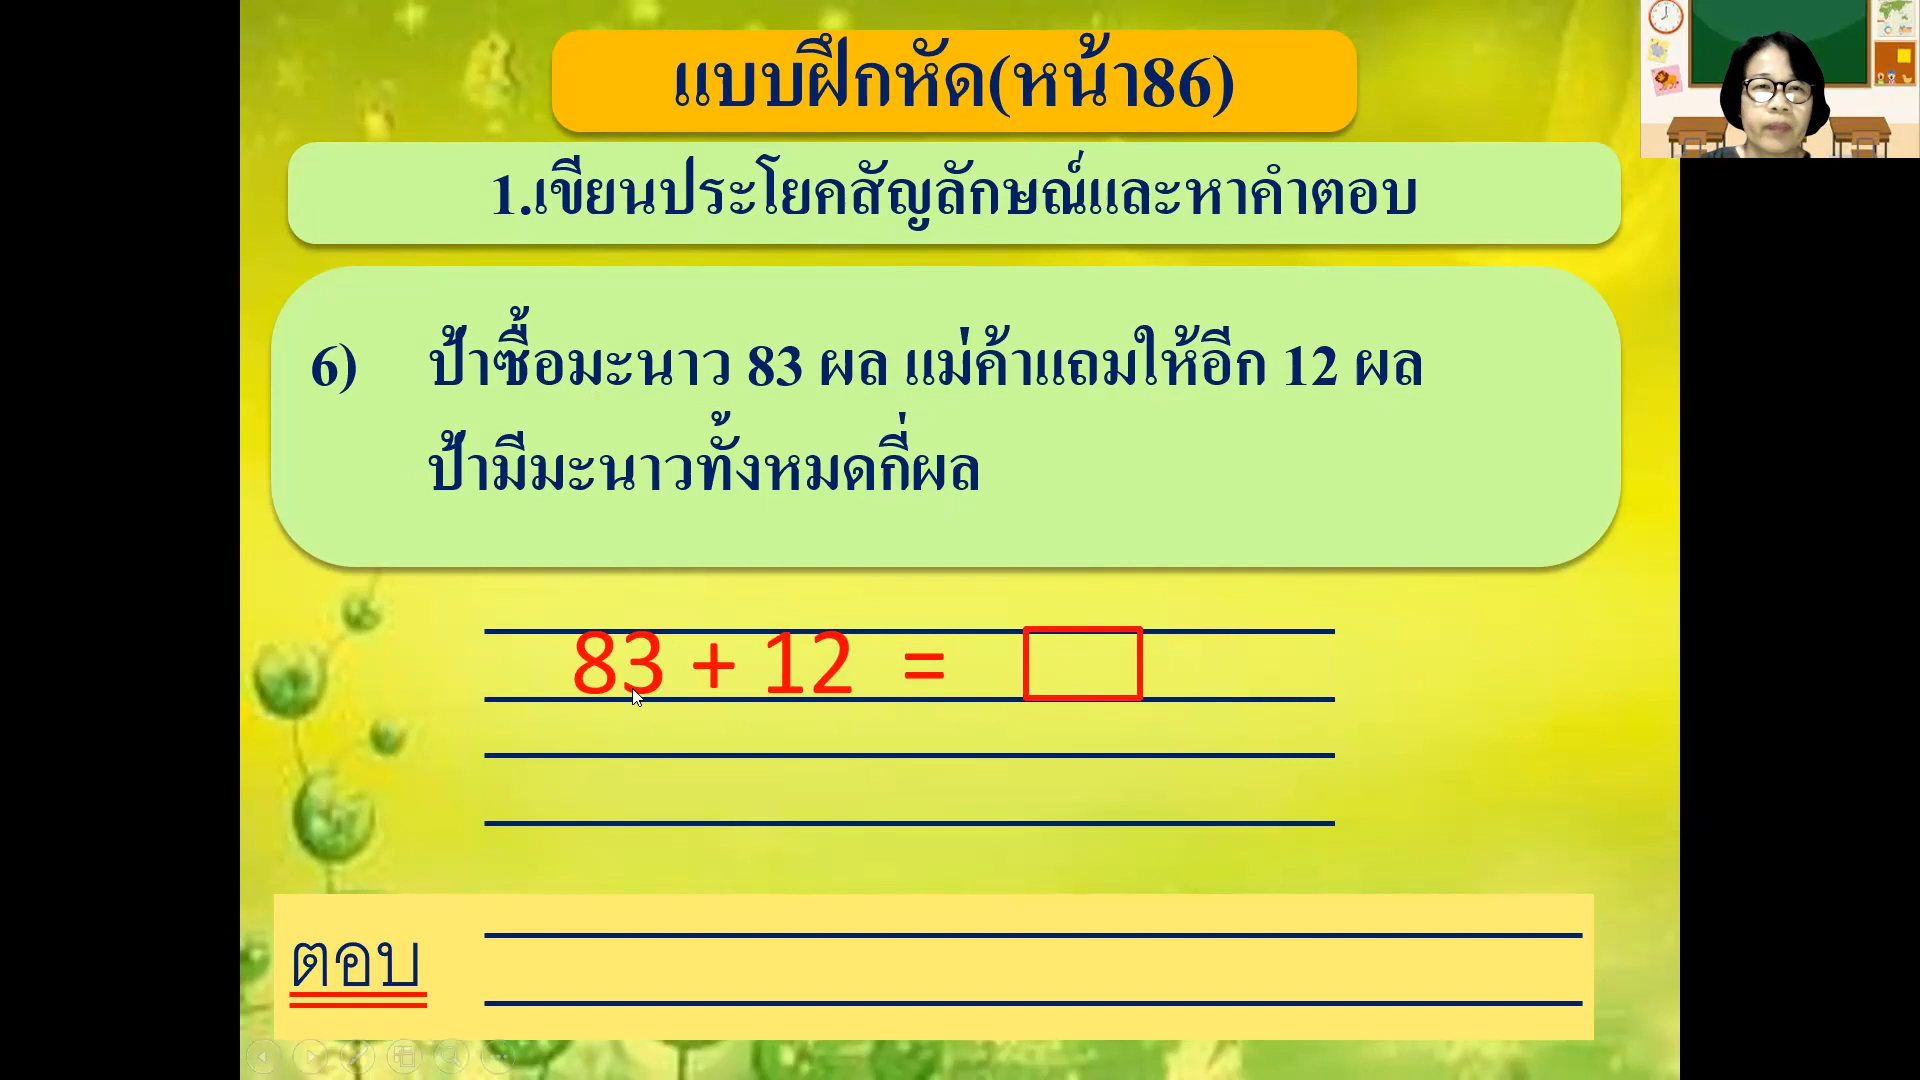 แบบฝึกหัด(หน้า86)
1.เขียนประโยคสัญลักษณ์และหาคำตอบ
6) ป้าซื้อมะนาว 83 ผล แม่ค้าแถมให้อีก 12 ผล
ป้ามีมะนาวทั้งหมดกี่ผล
83 + 12 =
ตอบ